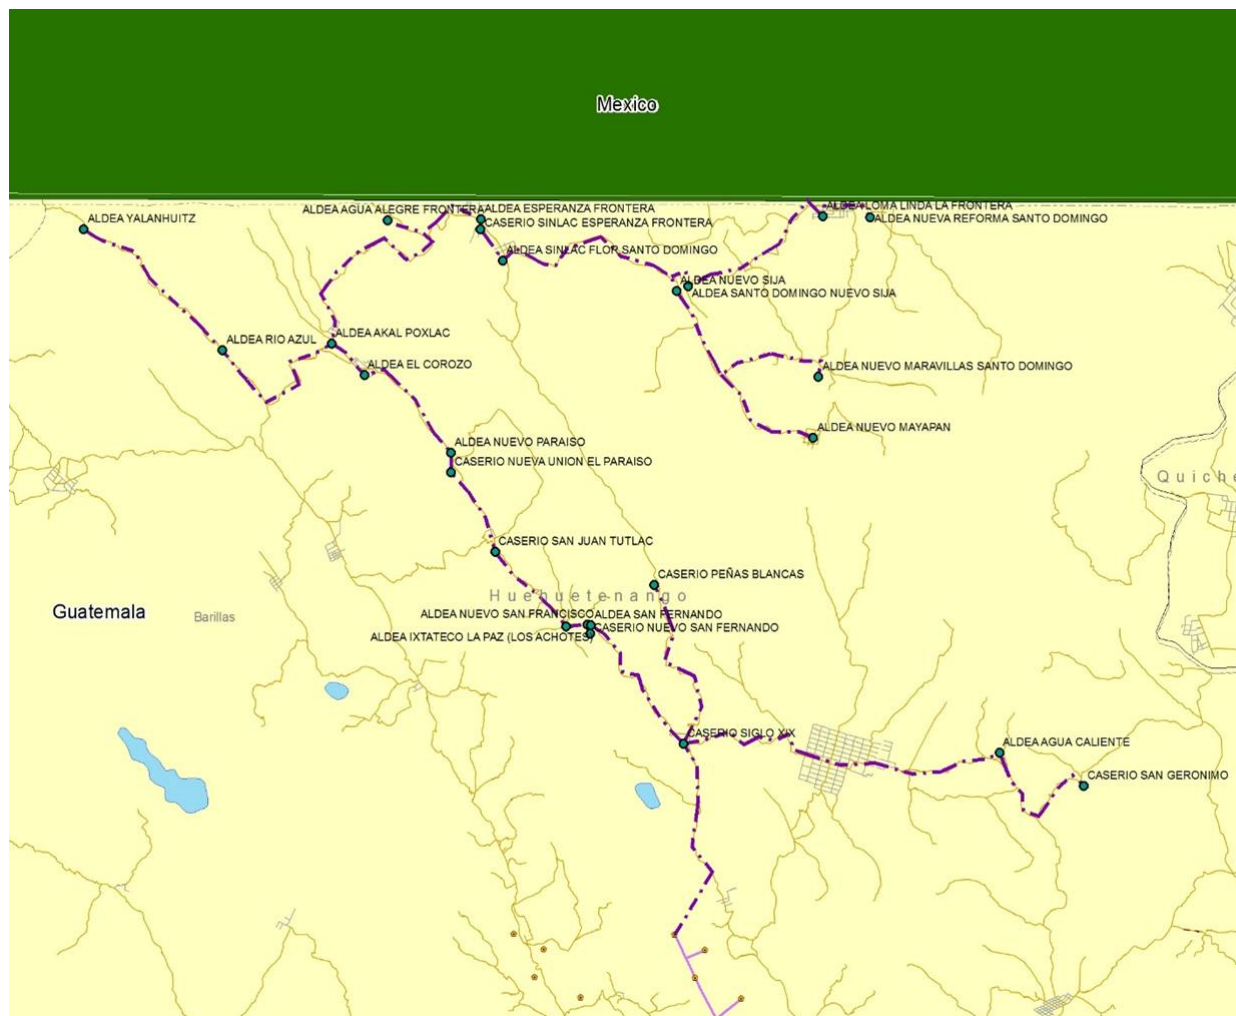 Mexico
ALDEA YALANHUITZ
ALDEA AGUA ALEGRE FRONTERA
ALDEA ESPERANZA FRONTERA
ALDEA LOMA LINDA LA FRONTERA
CASERIO SINLAC ESPERANZA FRONTERA
ALDEA NUEVA REFORMA SANTO DOMINGO
ALDEA SINLAC FLOR SANTO DOMINGO
ALDEA NUEVO SIJA
ALDEA SANTO DOMINGO NUEVO SIJA
ALDEA RIO AZUL
ALDEA AKAL POXLAC
ALDEA EL COROZO
ALDEA NUEVO MARAVILLAS SANTO DOMINGO
ALDEA NUEVO MAYAPAN
ALDEA NUEVO PARAISO
CASERIO NUEVA UNION EL PARAISO
Quiche
CASERIO SAN JUAN TUTLAC
CASERIO PEÑAS BLANCAS
Huehuetenango
Guatemala
Barillas
ALDEA NUEVO SAN FRANCISCO
ALDEA SAN FERNANDO
CASERIO NUEVO SAN FERNANDO
ALDEA IXTATECO LA PAZ (LOS ACHOTES)
CASERIO SIGLO XIX
ALDEA AGUA CALIENTE
CASERIO SAN GERONIMO